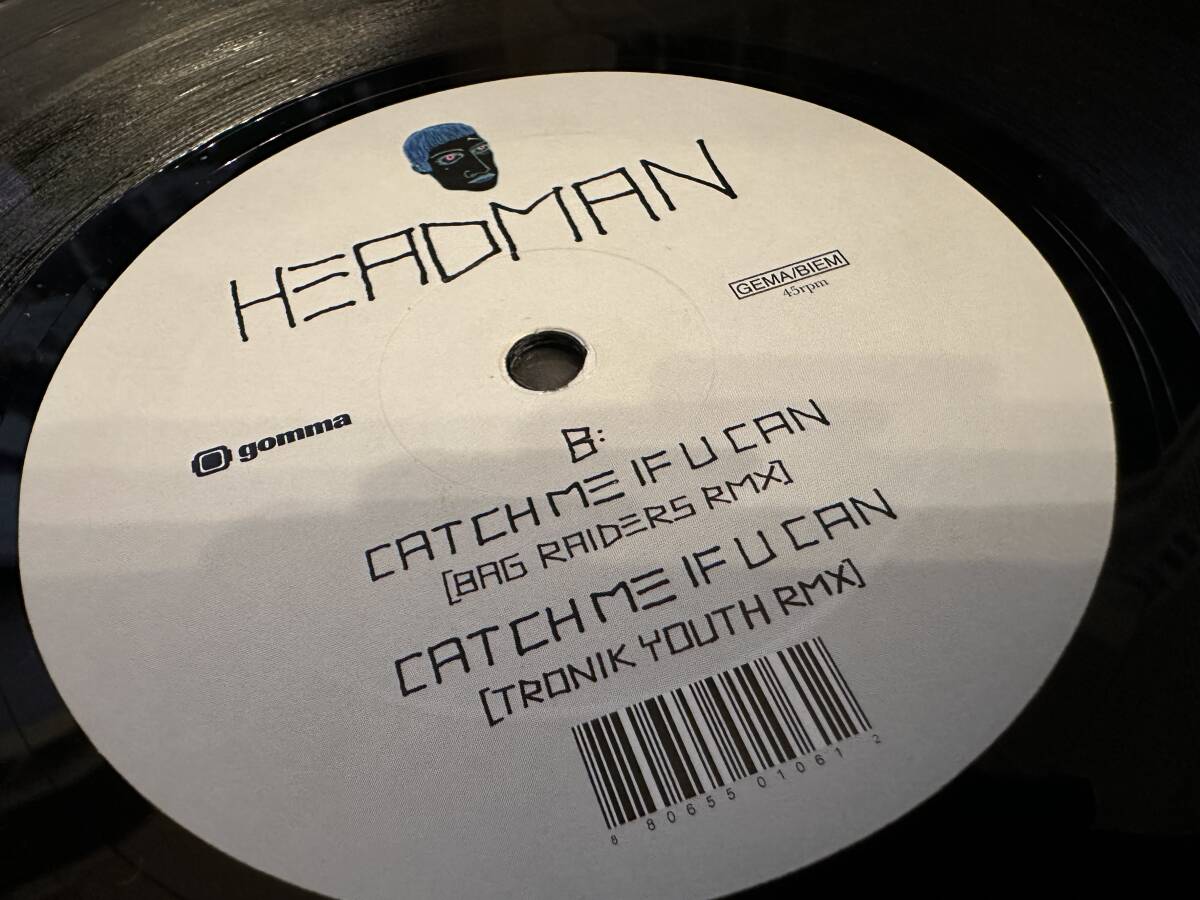 HEADMAN
GEMA/BIEM
45rpm
gomma
B:
CATCH ME IF U CAN
[BAG RAIDERS RMX]
CATCH ME IF U CAN
[TRONIK YOUTH RMX]
8 80655 01061 2